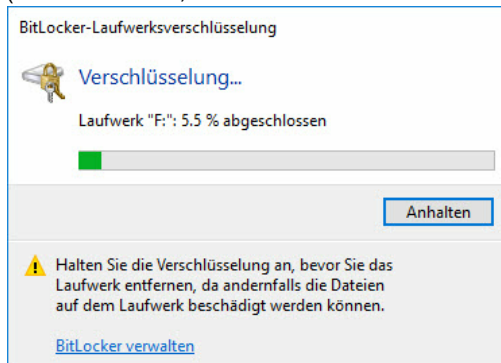 BitLocker-Laufwerksverschlüsselung
Verschlüsselung...
Laufwerk "F:": 5.5 % abgeschlossen
Anhalten
Halten Sie die Verschlüsselung an, bevor Sie das
Laufwerk entfernen, da andernfalls die Dateien
auf dem Laufwerk beschädigt werden können.
BitLocker verwalten